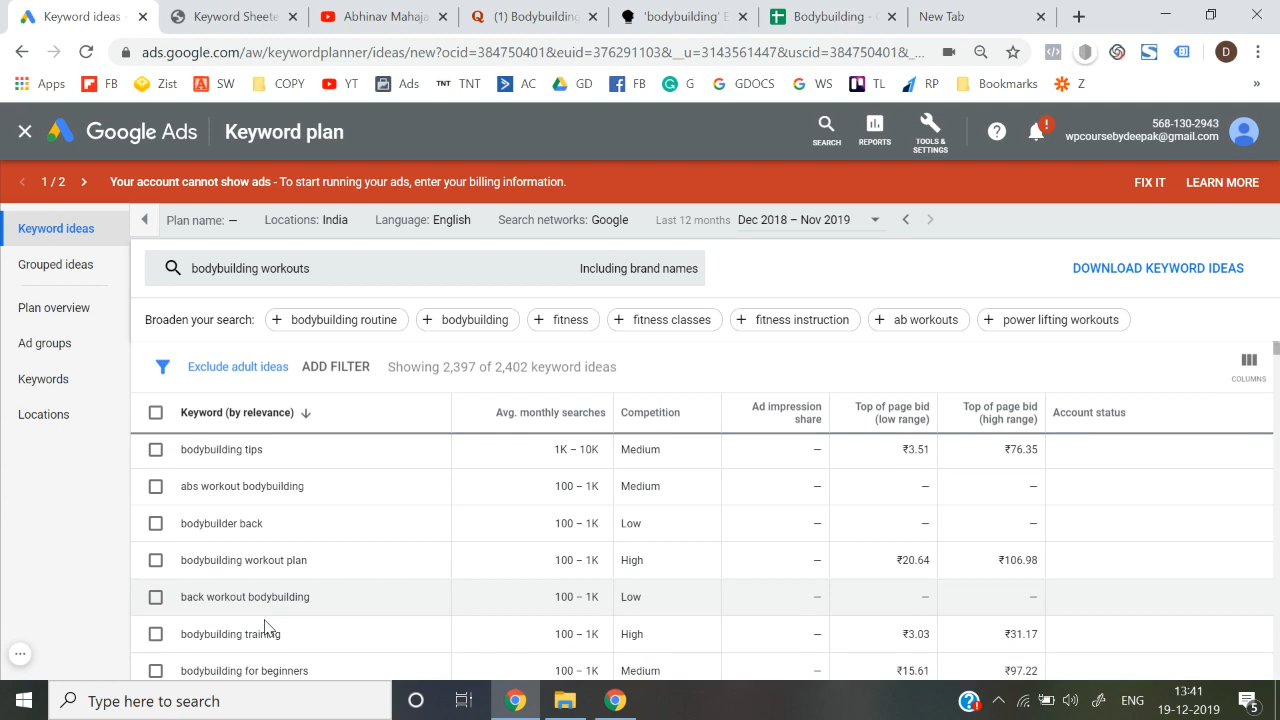 Keyword ideas -
Keyword Sheete
Abhinav Mahaja
(1) Bodybuilding
'bodybuilding' E
Bodybuilding -
New Tab
ads.google.com/aw/keywordplanner/ideas/new?ocid=384750401&euid=376291103&__u=3143561447&uscid=384750401&_...
Apps
FB
Zist
SW
COPY
YT
Ads
TNT TNT
AC
GD
FB
G
GDOCS
WS
TL
RP
Bookmarks
Z
»
Google Ads
Keyword plan
SEARCH
REPORTS
TOOLS &
SETTINGS
568-130-2943
wpcoursebydeepak@gmail.com
1 / 2
Your account cannot show ads - To start running your ads, enter your billing information.
FIX IT
LEARN MORE
Keyword ideas
Grouped ideas
Plan overview
Ad groups
Keywords
Locations
Plan name: —
Locations: India
Language: English
Search networks: Google
Last 12 months
Dec 2018 – Nov 2019
bodybuilding workouts
Including brand names
DOWNLOAD KEYWORD IDEAS
Broaden your search:
+ bodybuilding routine
+ bodybuilding
+ fitness
+ fitness classes
+ fitness instruction
+ ab workouts
+ power lifting workouts
Exclude adult ideas
ADD FILTER
Showing 2,397 of 2,402 keyword ideas
COLUMNS
Keyword (by relevance)
Avg. monthly searches
Competition
Ad impression
share
Top of page bid
(low range)
Top of page bid
(high range)
Account status
bodybuilding tips 1K – 10K Medium — ₹3.51 ₹76.35
abs workout bodybuilding 100 – 1K Medium — — —
bodybuilder back 100 – 1K Low — — —
bodybuilding workout plan 100 – 1K High — ₹20.64 ₹106.98
back workout bodybuilding 100 – 1K Low — — —
bodybuilding training 100 – 1K High — ₹3.03 ₹31.17
bodybuilding for beginners 100 – 1K Medium — ₹15.61 ₹97.22
Type here to search
ENG
13:41
19-12-2019
5